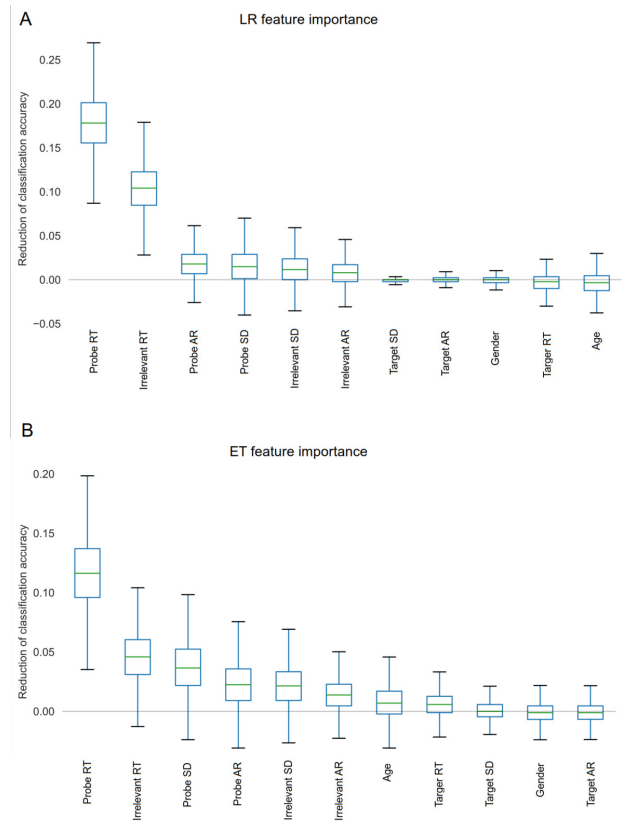 A
LR feature importance
Reduction of classification accuracy
0.25
0.20
0.15
0.10
0.05
0.00
−0.05
Probe RT
Irrelevant RT
Probe AR
Probe SD
Irrelevant SD
Irrelevant AR
Target SD
Target AR
Gender
Targer RT
Age
B
ET feature importance
Reduction of classification accuracy
0.20
0.15
0.10
0.05
0.00
Probe RT
Irrelevant RT
Probe SD
Probe AR
Irrelevant SD
Irrelevant AR
Age
Targer RT
Target SD
Gender
Target AR